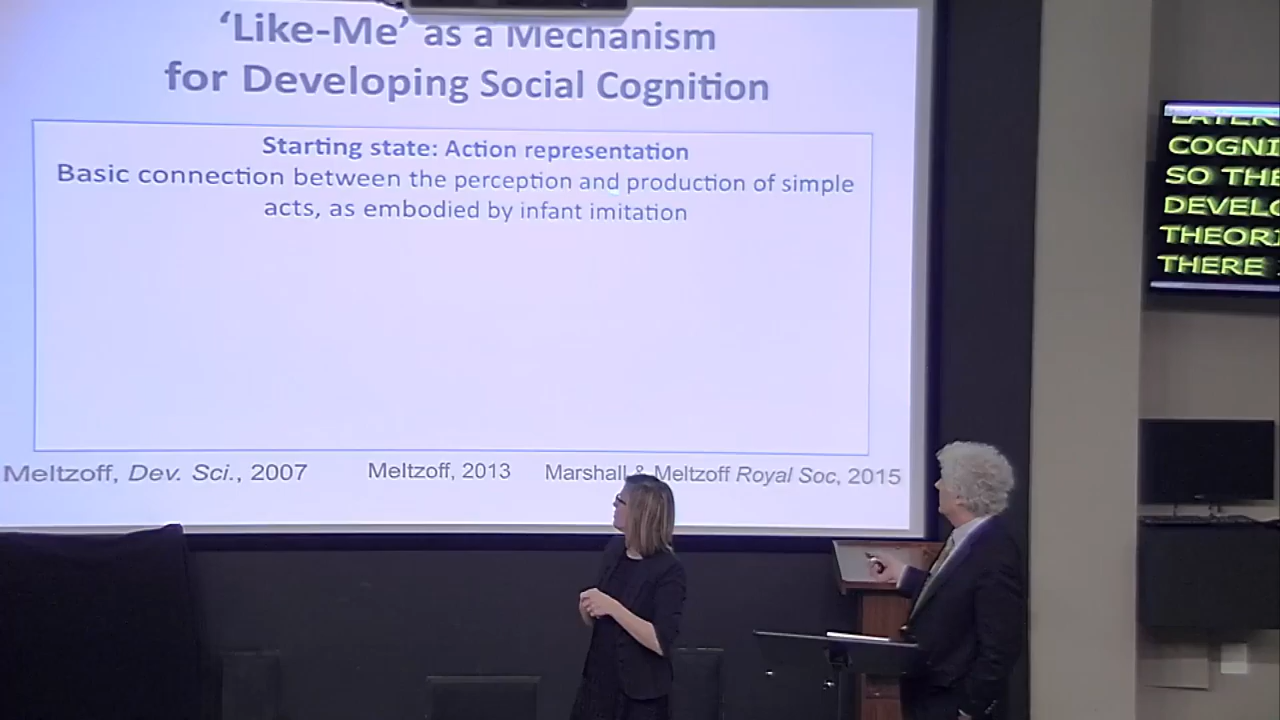 ‘Like-Me’ as a Mechanism
for Developing Social Cognition
Starting state: Action representation
Basic connection between the perception and production of simple
acts, as embodied by infant imitation
Meltzoff, Dev. Sci., 2007
Meltzoff, 2013
Marshall & Meltzoff Royal Soc, 2015
LATER
COGNI
SO THE
DEVELO
THEORI
THERE